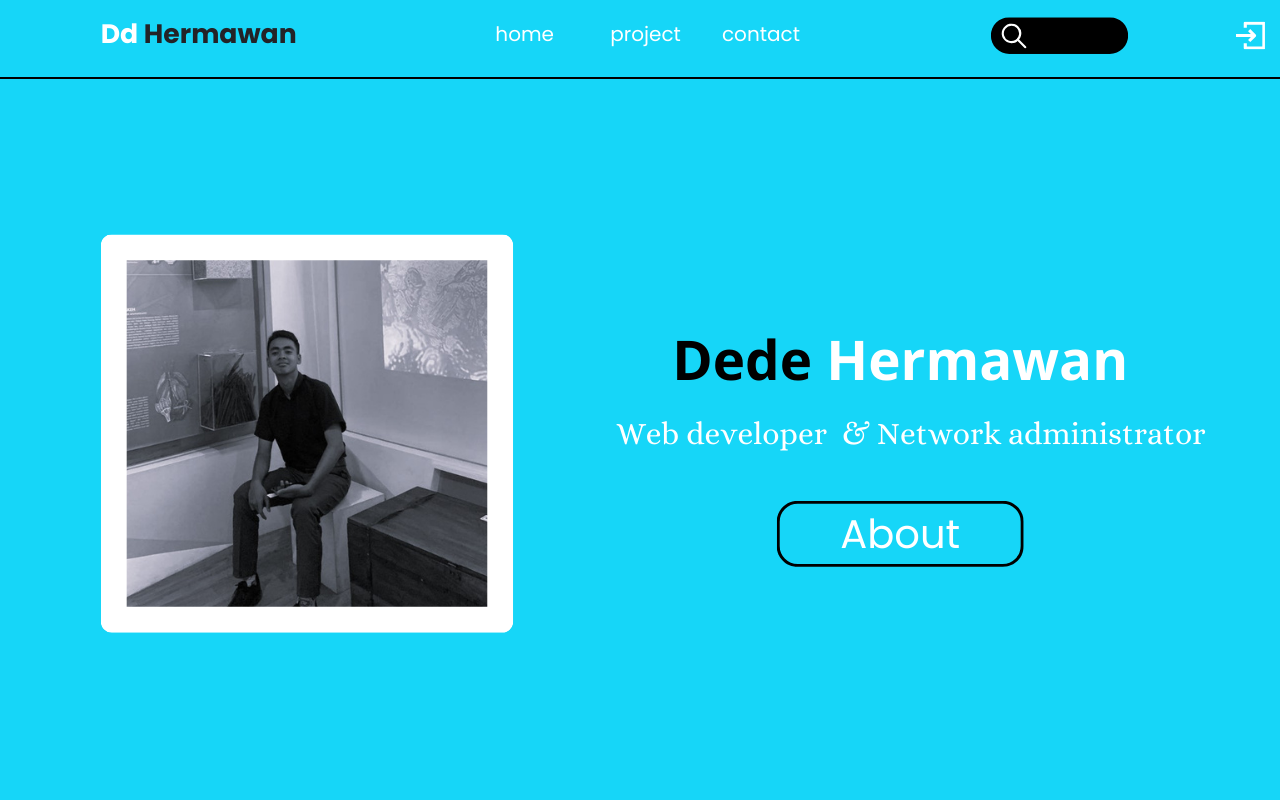 Dd Hermawan
home project contact
Dede Hermawan
Web developer & Network administrator
About